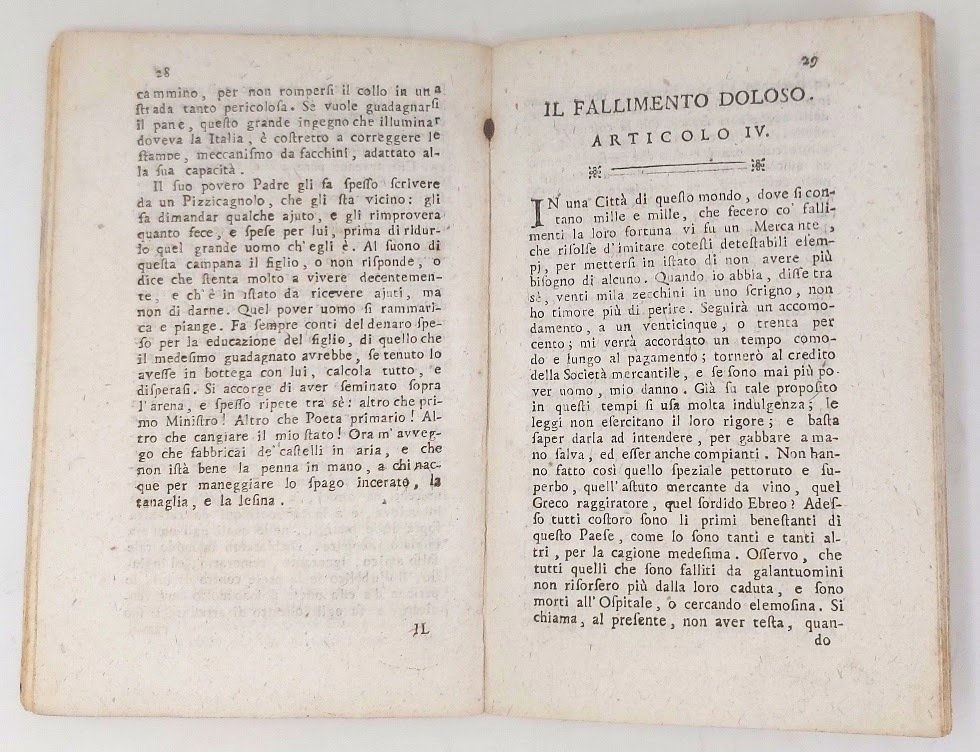 28
cammino, per non romperſi il collo in una
ſtrada tanto pericoloſa. Se vuole guadagnarſi
il pane, queſto grande ingegno che illuminar
doveva la Italia, è coſtretto a correggere le
ſtampe, meccaniſmo da facchini, adattato al-
la ſua capacità.
Il ſuo povero Padre gli fa ſpeſſo ſcrivere
da un Pizzicagnolo, che gli ſtà vicino: gli
fa dimandar qualche ajuto, e gli rimprovera
quanto fece, e ſpeſe per lui, prima di ridur-
lo quel grande uomo ch'egli è. Al ſuono di
queſta campana il figlio, o non riſponde, o
dice che ſtenta molto a vivere decentemen-
te, e ch'è in iſtato da ricevere ajuti, ma
non di darne. Quel pover uomo ſi rammari-
ca e piange. Fa ſempre conti del denaro ſpe-
ſo per la educazione del figlio, di quello che
il medeſimo guadagnato avrebbe, ſe tenuto lo
aveſſe in bottega con lui, calcola tutto, e
diſperaſi. Si accorge di aver ſeminato ſopra
l'arena, e ſpeſſo ripete tra sè: altro che pri-
mo Miniſtro! Altro che Poeta primario! Al-
tro che cangiare il mio ſtato! Ora m'avveg-
go che fabbricai de'caſtelli in aria, e che
non iſtà bene la penna in mano, a chi nac-
que per maneggiare lo ſpago incerato, la
tanaglia, e la leſina.
IL
29
IL FALLIMENTO DOLOSO.
ARTICOLO IV.
IN una Città di queſto mondo, dove ſi con-
tano mille e mille, che fecero co' falli-
menti la loro fortuna vi fu un Mercante,
che riſolſe d'imitare coteſti deteſtabili eſem-
pj, per metterſi in iſtato di non avere più
biſogno di alcuno. Quando io abbia, diſſe tra
sè, venti mila zecchini in uno ſcrigno, non
ho timore più di perire. Seguirà un accomo-
damento, a un venticinque, o trenta per
cento; mi verrà accordato un tempo como-
do e lungo al pagamento; tornerò al credito
della Società mercantile, e ſe ſono mai più po-
ver uomo, mio danno. Già ſu tale propoſito
in queſti tempi ſi uſa molta indulgenza; le
leggi non eſercitano il loro rigore; e baſta
ſaper darla ad intendere, per gabbare a ma-
no ſalva, ed eſſer anche compianti. Non han-
no fatto così quello ſpeziale pettoruto e ſu-
perbo, quell'aſtuto mercante da vino, quel
Greco raggiratore, quel ſordido Ebreo? Adeſ-
ſo tutti coſtoro ſono li primi beneſtanti di
queſto Paeſe, come lo ſono tanti e tanti al-
tri, per la cagione medeſima. Oſſervo, che
tutti quelli che ſono falliti da galantuomini
non riſorſero più dalla loro caduta, e ſono
morti all'Oſpitale, o cercando elemoſina. Si
chiama, al preſente, non aver teſta, quan-
do